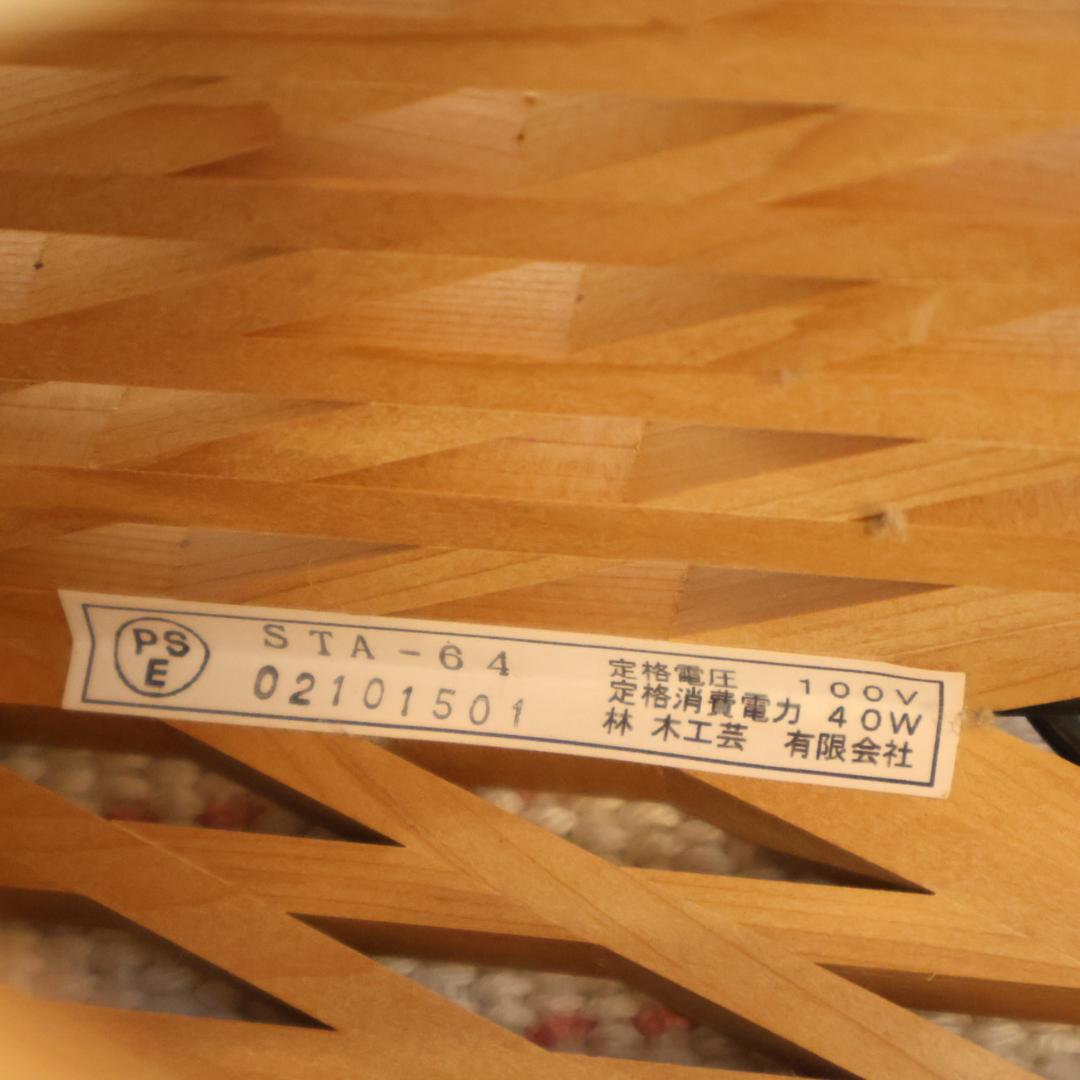 PS
E
STA-64
02101501
定格電圧 100V
定格消費電力 40W
林 木工芸 有限会社